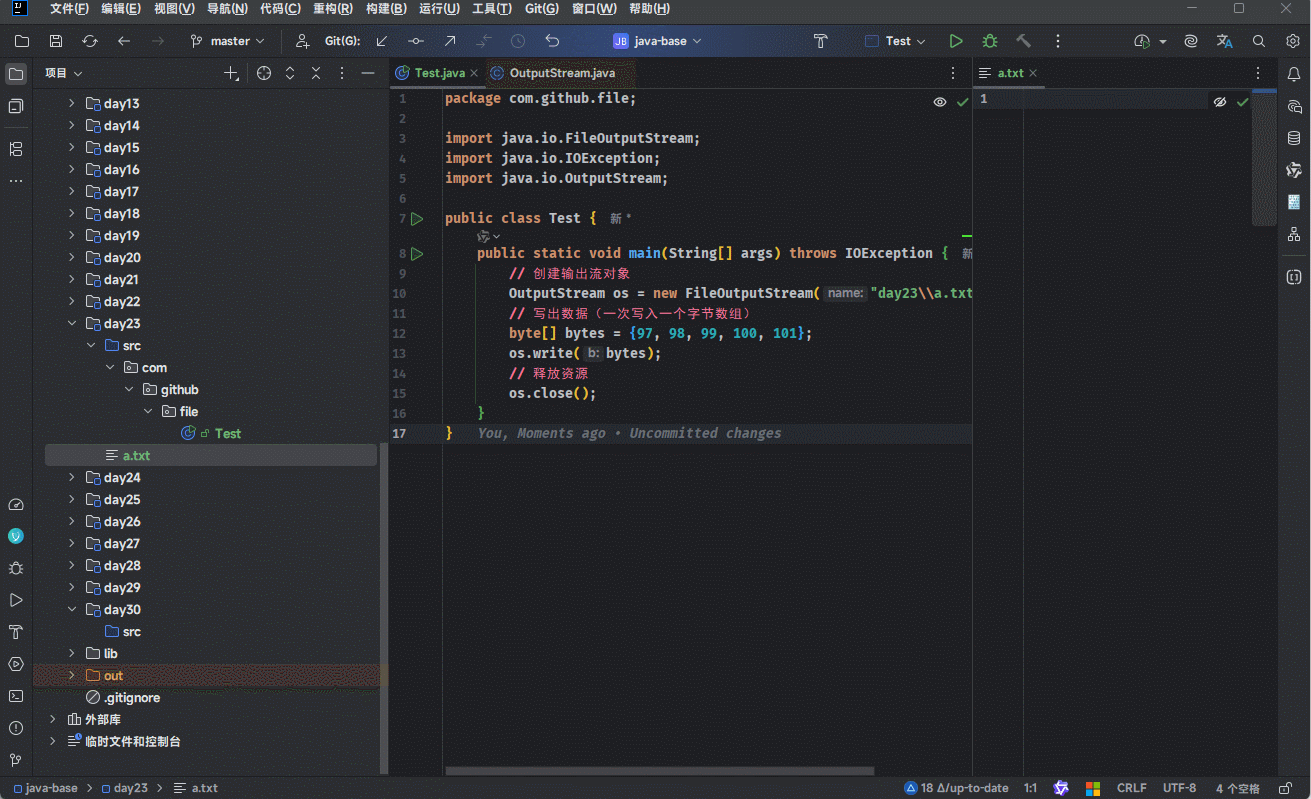 文件(F) 编辑(E) 视图(V) 导航(N) 代码(C) 重构(R) 构建(B) 运行(U) 工具(T) Git(G) 窗口(W) 帮助(H)
master Git(G): JB java-base Test
项目
Test.java OutputStream.java a.txt
day13
day14
day15
day16
day17
day18
day19
day20
day21
day22
day23
src
com
github
file
Test
a.txt
day24
day25
day26
day27
day28
day29
day30
src
lib
out
.gitignore
外部库
临时文件和控制台
1 package com.github.file;
2
3 import java.io.FileOutputStream;
4 import java.io.IOException;
5 import java.io.OutputStream;
6
7 public class Test { 新 *
8 public static void main(String[] args) throws IOException { 新
9 // 创建输出流对象
10 OutputStream os = new FileOutputStream( name: "day23\\a.txt
11 // 写出数据（一次写入一个字节数组）
12 byte[] bytes = {97, 98, 99, 100, 101};
13 os.write( b: bytes);
14 // 释放资源
15 os.close();
16 }
17 } You, Moments ago • Uncommitted changes
1
java-base day23 a.txt
18 Δ/up-to-date 1:1 CRLF UTF-8 4 个空格